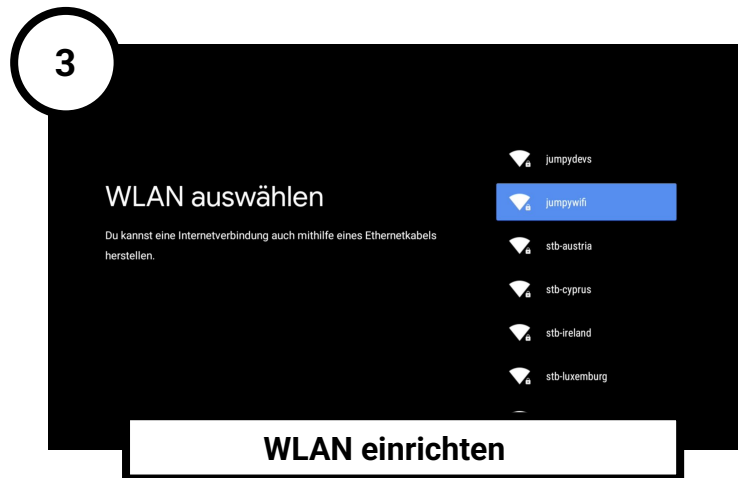 3
WLAN auswählen
Du kannst eine Internetverbindung auch mithilfe eines Ethernetkabels
herstellen.
jumpydevs
jumpywifi
stb-austria
stb-cyprus
stb-ireland
stb-luxemburg
WLAN einrichten